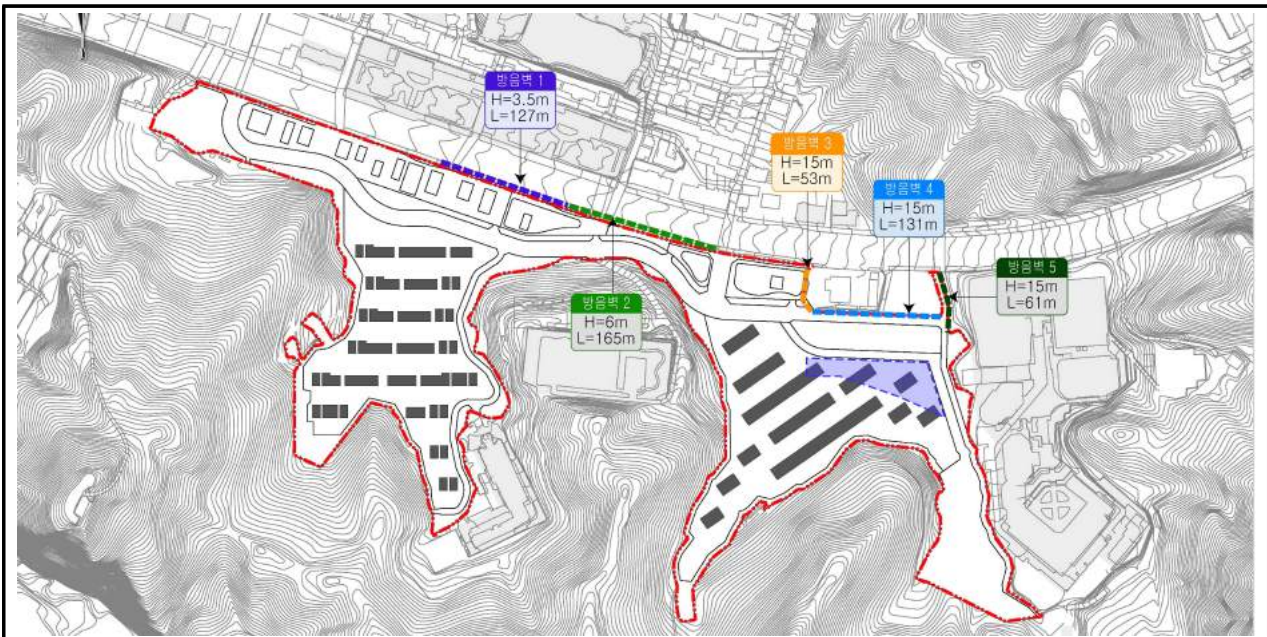 방음벽 1
H=3.5m
L=127m
방음벽 3
H=15m
L=53m
방음벽 4
H=15m
L=131m
방음벽 5
H=15m
L=61m
방음벽 2
H=6m
L=165m